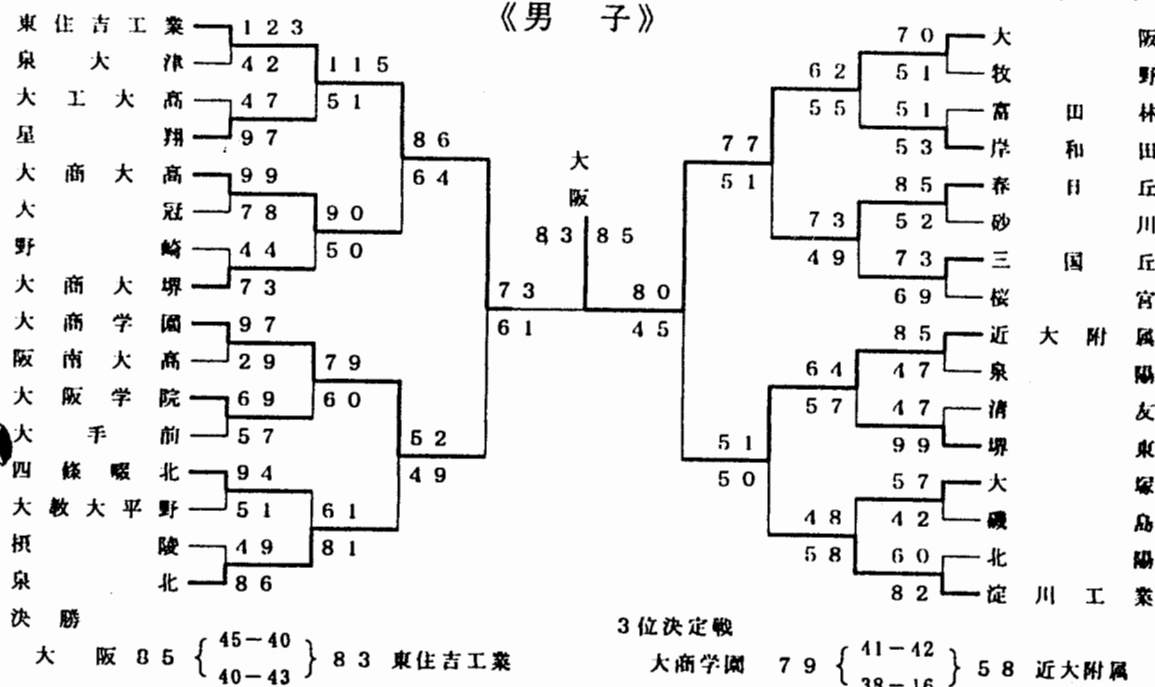 《男 子》
東住吉工業 123
泉大津 42
115
51
大工大高 47
星翔 97
86
64
大商大高 99
大冠 78
90
50
野崎 44
大商大堺 73
73
61
大商学園 97
阪南大高 29
79
60
大阪学院 69
大手前 57
52
49
四條畷北 94
大教大平野 51
61
81
摂陵 49
泉北 86
大阪
83 85
80
45
70 大阪
51 牧野
62
55
51 富田林
53 岸和田
77
51
85 春日丘
52 砂川
73
49
73 三国丘
69 桜宮
85 近大附属
47 泉陽
64
57
47 清友
99 堺東
51
50
57 大塚
42 磯島
48
58
60 北陽
82 淀川工業
決勝
大阪 85 { 45-40 40-43 } 83 東住吉工業
3位決定戦
大商学園 79 { 41-42 38-16 } 58 近大附属